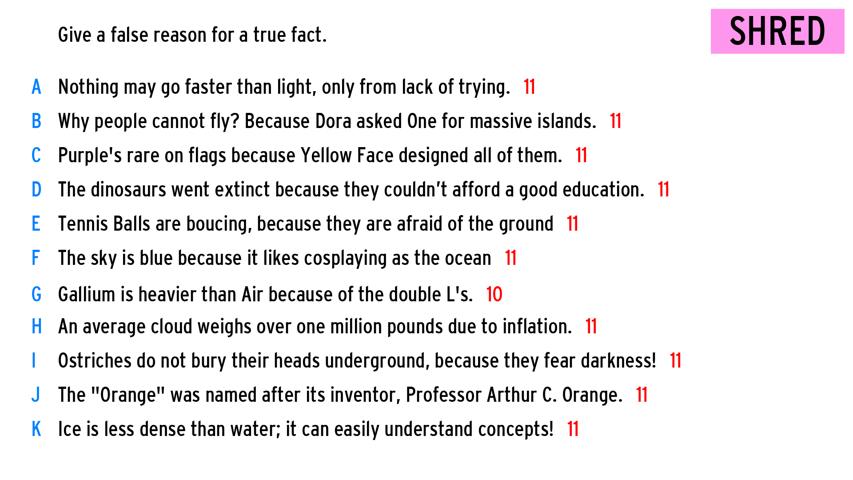 Give a false reason for a true fact.
SHRED
A Nothing may go faster than light, only from lack of trying. 11
B Why people cannot fly? Because Dora asked One for massive islands. 11
C Purple's rare on flags because Yellow Face designed all of them. 11
D The dinosaurs went extinct because they couldn't afford a good education. 11
E Tennis Balls are boucing, because they are afraid of the ground 11
F The sky is blue because it likes cosplaying as the ocean 11
G Gallium is heavier than Air because of the double L's. 10
H An average cloud weighs over one million pounds due to inflation. 11
I Ostriches do not bury their heads underground, because they fear darkness! 11
J The "Orange" was named after its inventor, Professor Arthur C. Orange. 11
K Ice is less dense than water; it can easily understand concepts! 11